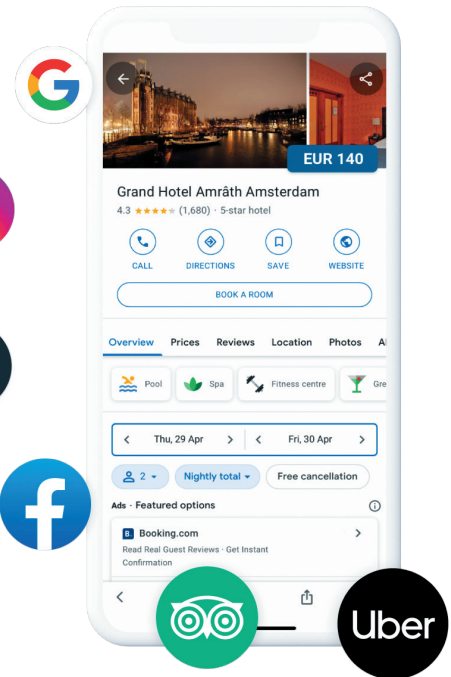 EUR 140
Grand Hotel Amrâth Amsterdam
4.3 ★★★★★ (1,680) · 5-star hotel
CALL DIRECTIONS SAVE WEBSITE
BOOK A ROOM
Overview Prices Reviews Location Photos
Pool Spa Fitness centre
Thu, 29 Apr Fri, 30 Apr
2 Nightly total Free cancellation
Ads · Featured options
B. Booking.com
Read Real Guest Reviews · Get Instant
Confirmation
Uber